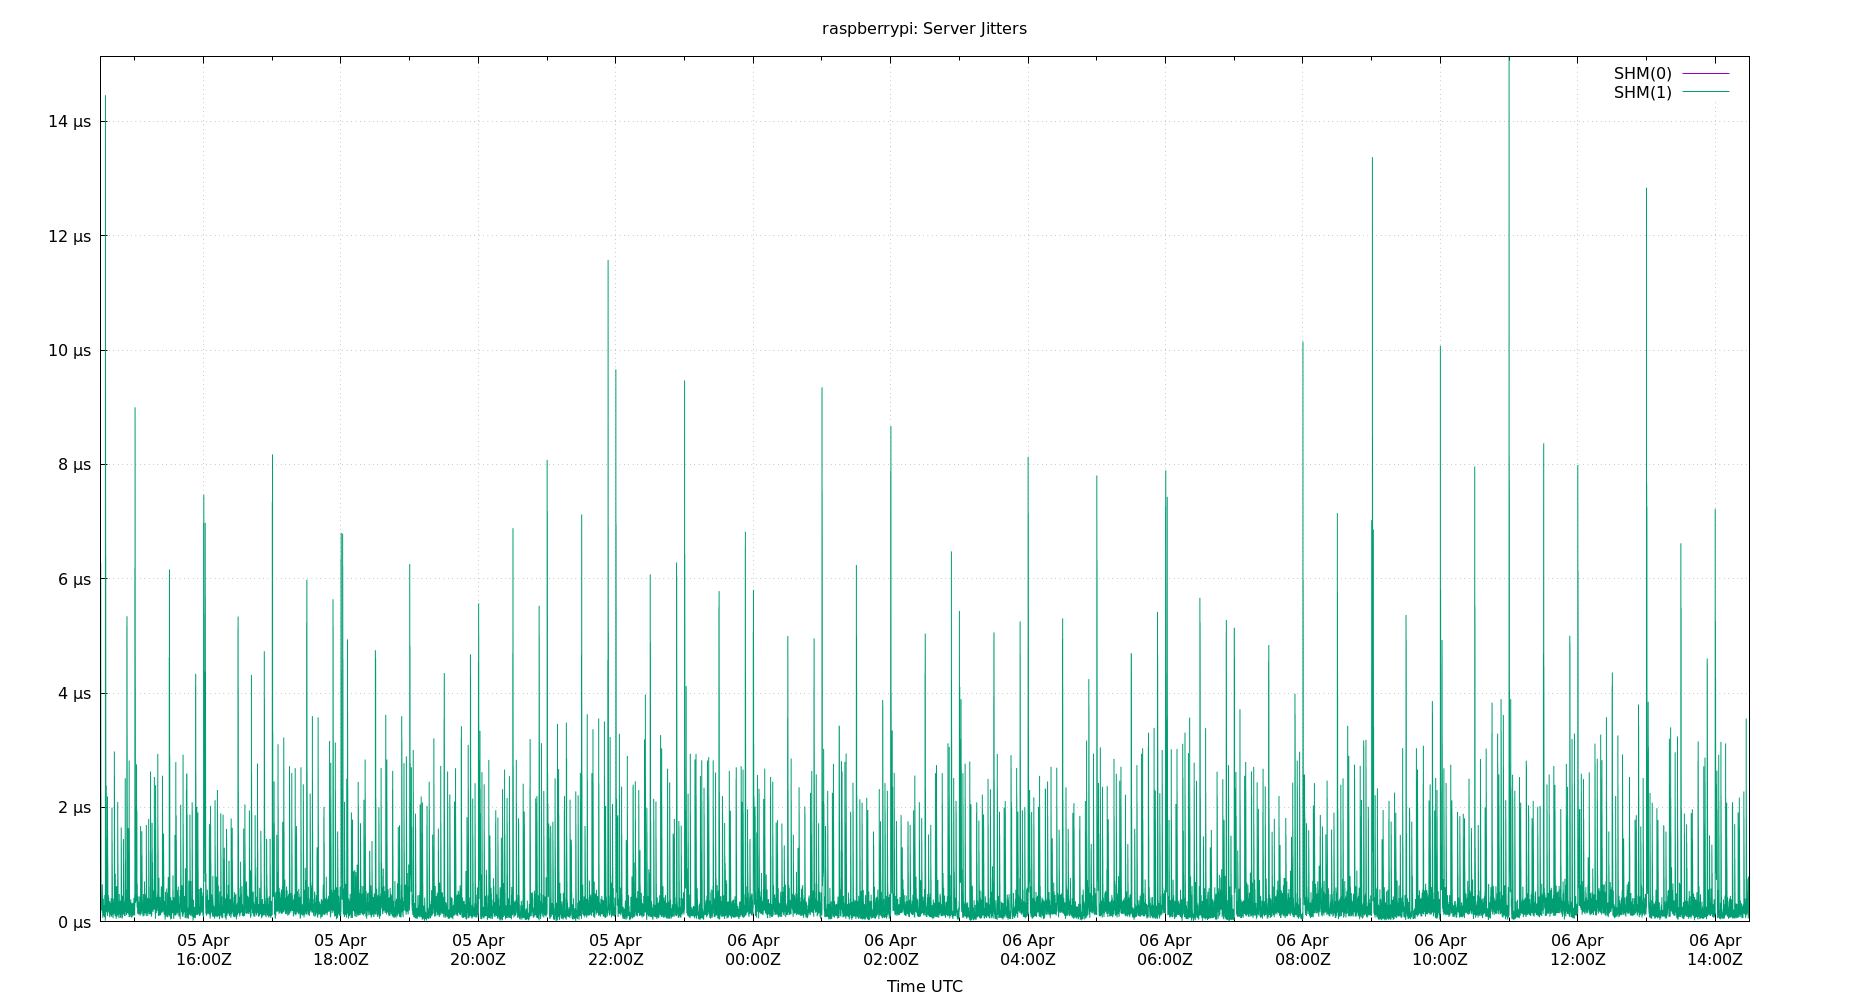 raspberrypi: Server Jitters
SHM(0)
SHM(1)
14 µs
12 µs
10 µs
8 µs
6 µs
4 µs
2 µs
0 µs
05 Apr 05 Apr 05 Apr 05 Apr 06 Apr 06 Apr 06 Apr 06 Apr 06 Apr 06 Apr 06 Apr 06 Apr
16:00Z 18:00Z 20:00Z 22:00Z 00:00Z 02:00Z 04:00Z 06:00Z 08:00Z 10:00Z 12:00Z 14:00Z
Time UTC